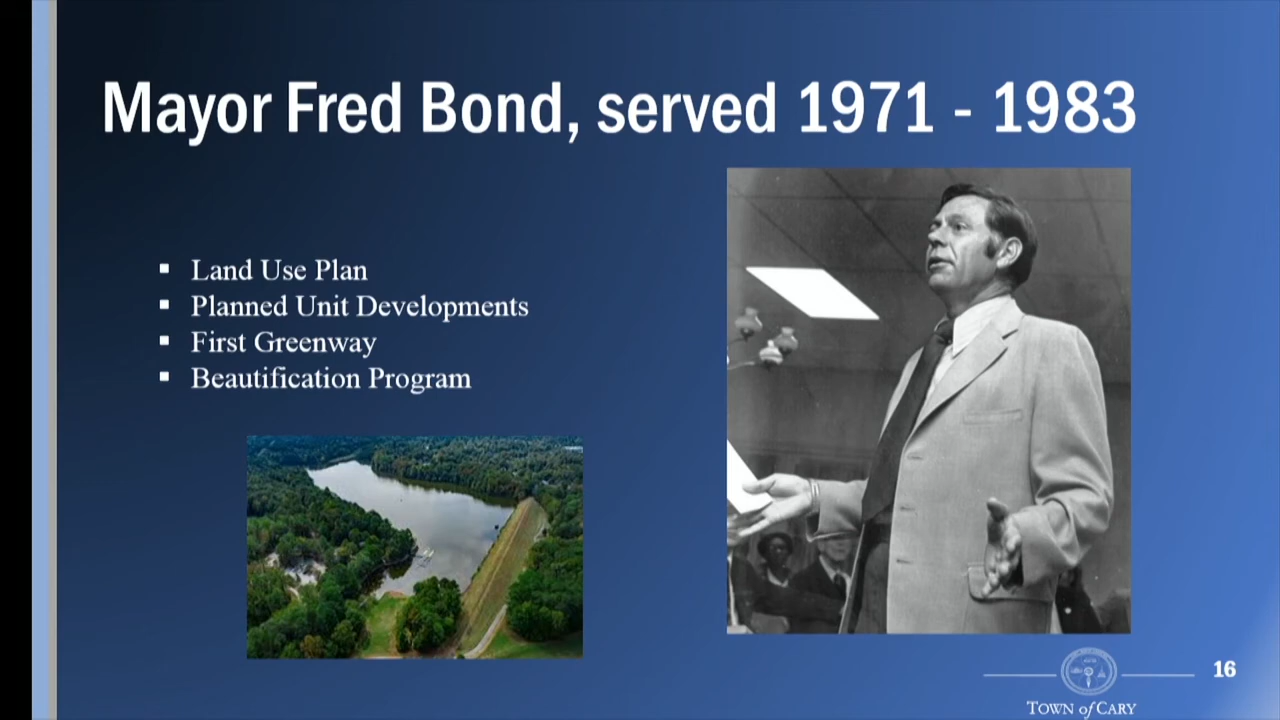 Mayor Fred Bond, served 1971 - 1983
▪ Land Use Plan
▪ Planned Unit Developments
▪ First Greenway
▪ Beautification Program
TOWN of CARY
16